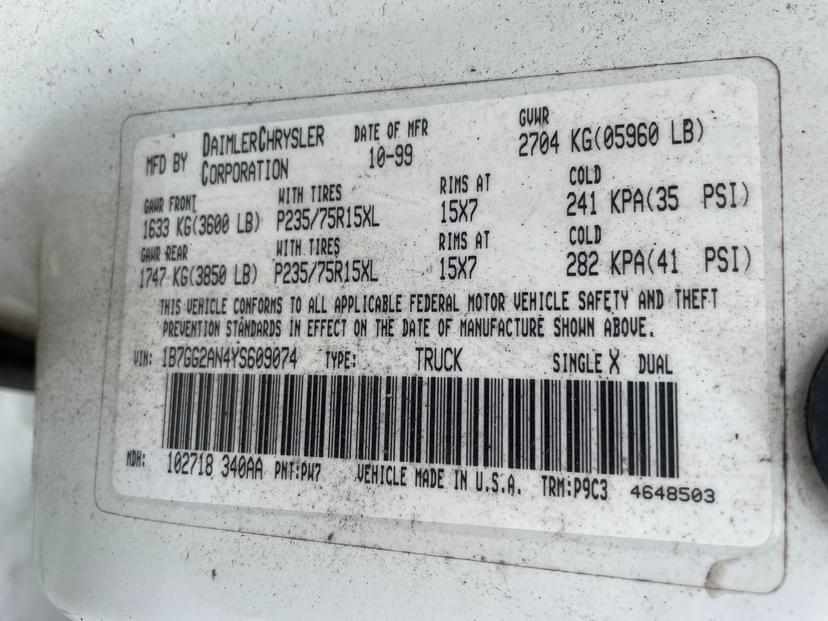 MFD BY DAIMLERCHRYSLER CORPORATION DATE OF MFR 10-99 GVWR 2704 KG(05960 LB)
GAWR FRONT WITH TIRES RIMS AT COLD
1633 KG(3600 LB) P235/75R15XL 15X7 241 KPA(35 PSI)
GAWR REAR WITH TIRES RIMS AT COLD
1747 KG(3850 LB) P235/75R15XL 15X7 282 KPA(41 PSI)
THIS VEHICLE CONFORMS TO ALL APPLICABLE FEDERAL MOTOR VEHICLE SAFETY AND THEFT
PREVENTION STANDARDS IN EFFECT ON THE DATE OF MANUFACTURE SHOWN ABOVE.
VIN: 1B7GG2AN4YS609074 TYPE: TRUCK SINGLE X DUAL
MDH: 102718 340AA PNT:PW7 VEHICLE MADE IN U.S.A. TRM:P9C3 4648503